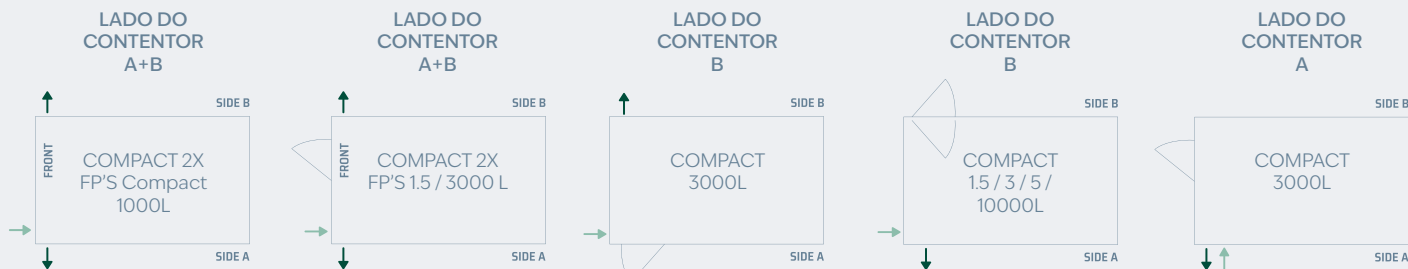 LADO DO
CONTENTOR
A+B
SIDE B
FRONT
COMPACT 2X
FP'S Compact
1000L
SIDE A
LADO DO
CONTENTOR
A+B
SIDE B
FRONT
COMPACT 2X
FP'S 1.5 / 3000 L
SIDE A
LADO DO
CONTENTOR
B
SIDE B
COMPACT
3000L
SIDE A
LADO DO
CONTENTOR
B
SIDE B
COMPACT
1.5 / 3 / 5 /
10000L
SIDE A
LADO DO
CONTENTOR
A
SIDE B
COMPACT
3000L
SIDE A